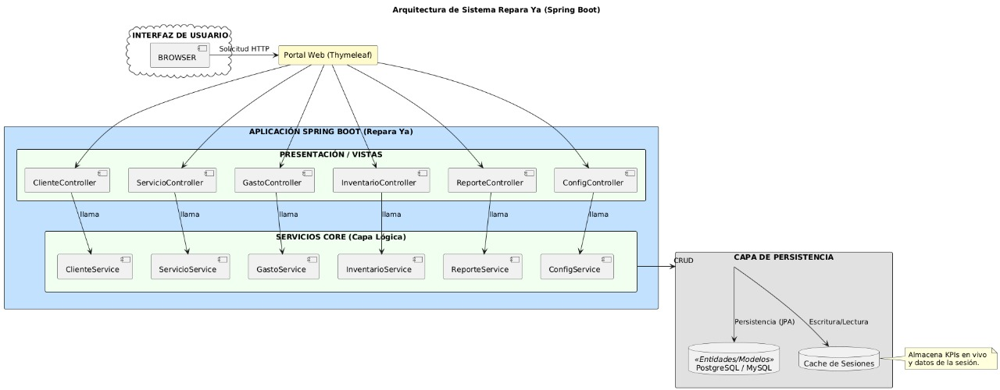 Arquitectura de Sistema Repara Ya (Spring Boot)
INTERFAZ DE USUARIO
BROWSER
Solicitud HTTP
Portal Web (Thymeleaf)
APLICACIÓN SPRING BOOT (Repara Ya)
PRESENTACIÓN / VISTAS
ClienteController
ServicioController
GastoController
InventarioController
ReporteController
ConfigController
llama
llama
llama
llama
llama
llama
SERVICIOS CORE (Capa Lógica)
ClienteService
ServicioService
GastoService
InventarioService
ReporteService
ConfigService
CRUD
CAPA DE PERSISTENCIA
Persistencia (JPA)
Escritura/Lectura
«Entidades/Modelos»
PostgreSQL / MySQL
Cache de Sesiones
Almacena KPIs en vivo
y datos de la sesión.